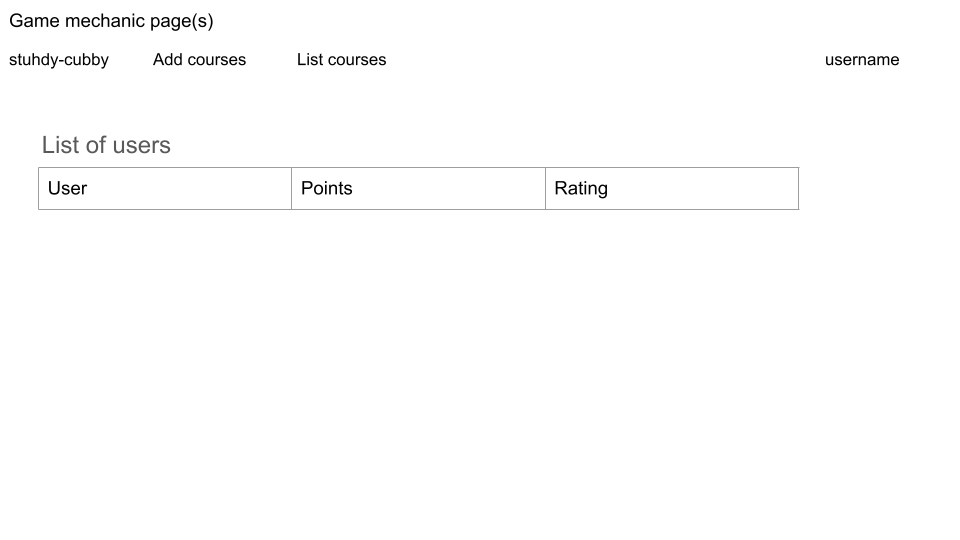 Game mechanic page(s)
stuhdy-cubby Add courses List courses username
List of users
User Points Rating